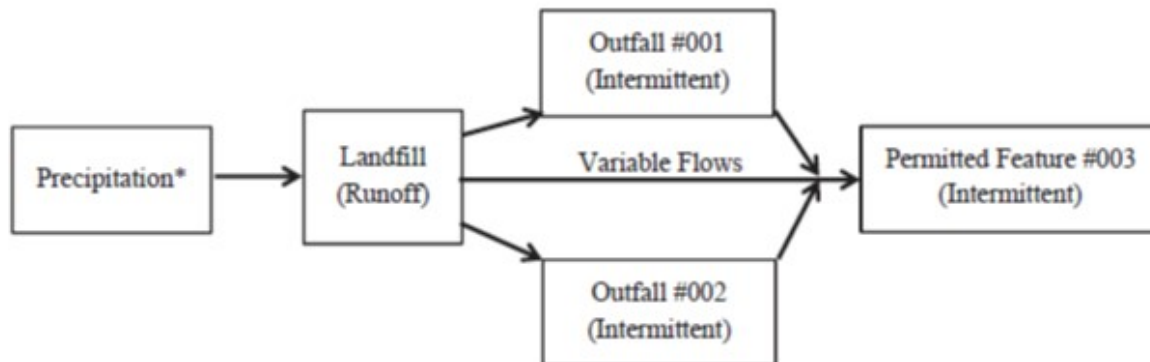 Outfall #001
(Intermittent)
Precipitation*
Landfill
(Runoff)
Variable Flows
Permitted Feature #003
(Intermittent)
Outfall #002
(Intermittent)